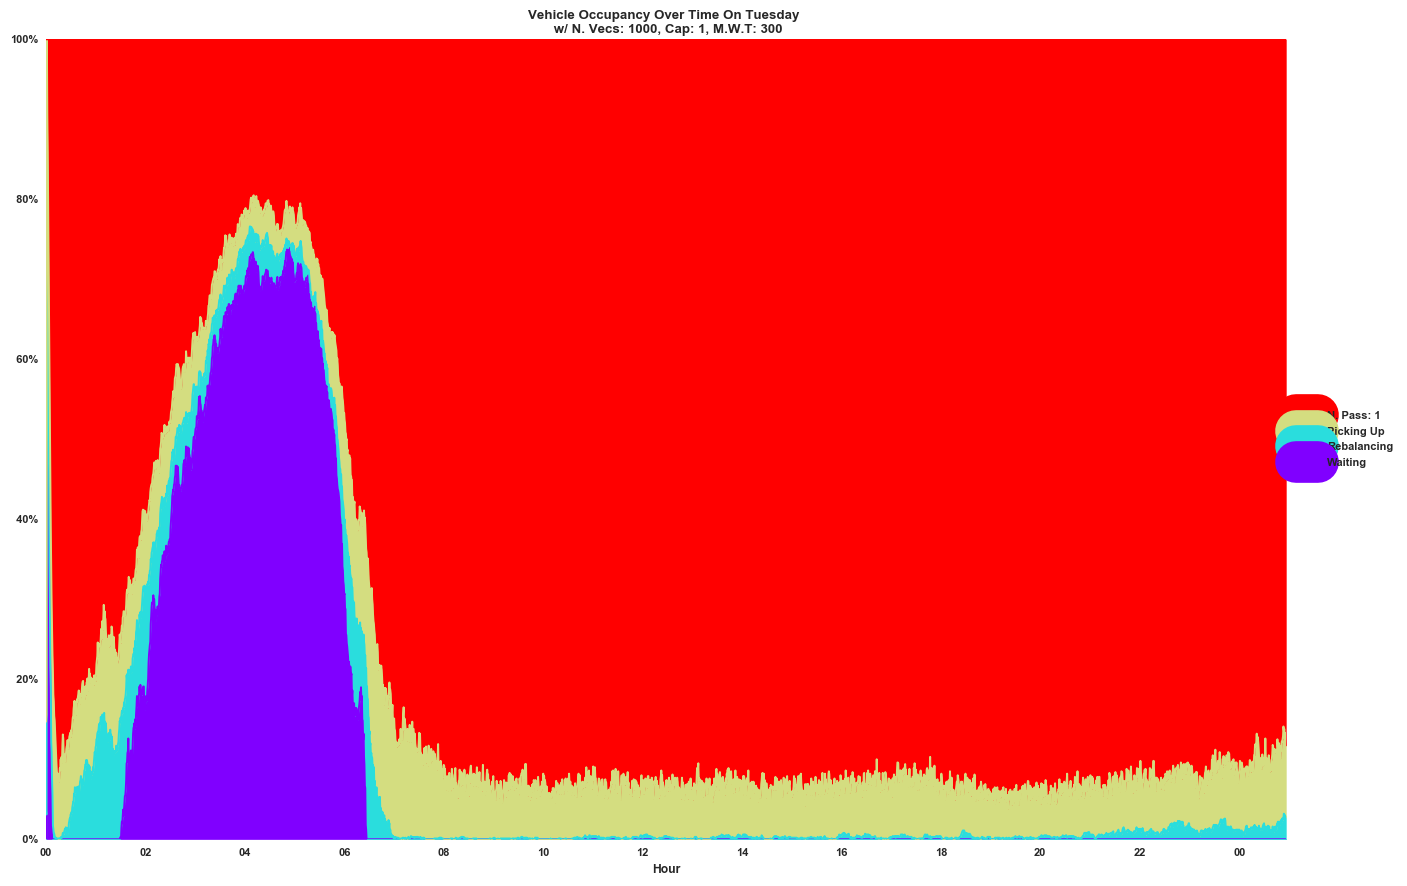 Vehicle Occupancy Over Time On Tuesday
w/ N. Vecs: 1000, Cap: 1, M.W.T: 300
100%
80%
60%
40%
20%
0%
00 02 04 06 08 10 12 14 16 18 20 22 00
Hour
Pass: 1
Picking Up
Rebalancing
Waiting